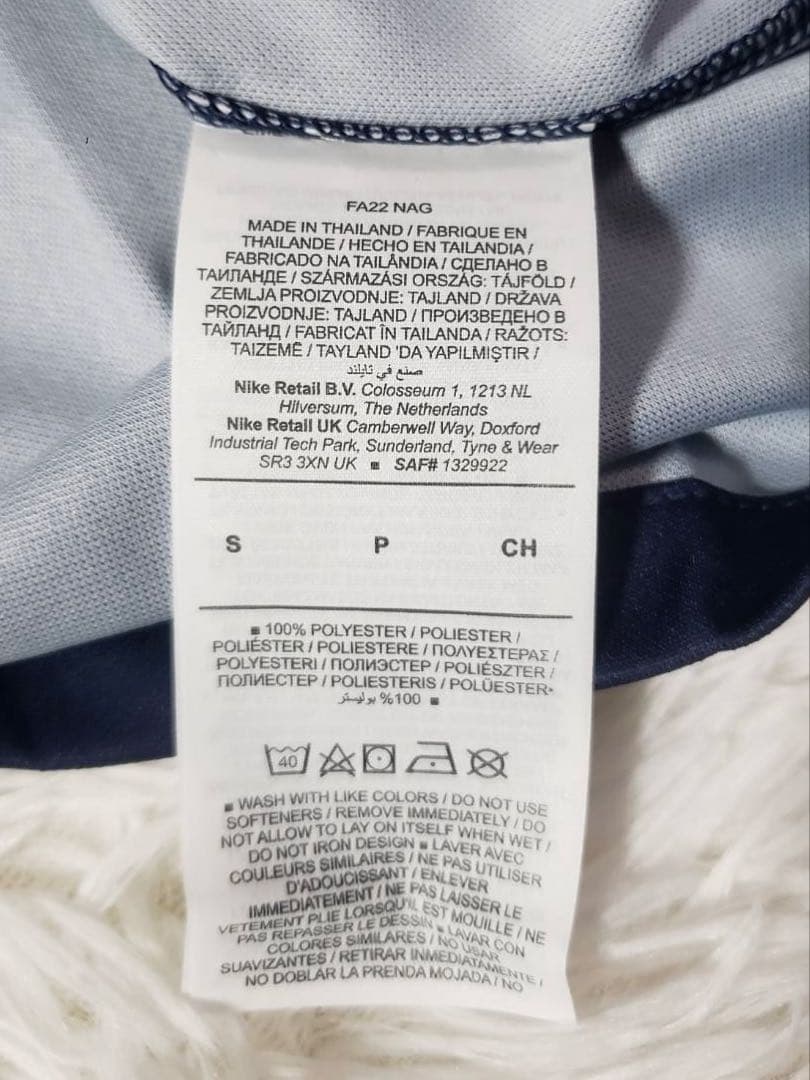 FA22 NAG
MADE IN THAILAND / FABRIQUE EN
THAILANDE / HECHO EN TAILANDIA /
FABRICADO NA TAILÂNDIA / СДЕЛАНО В
ТАИЛАНДЕ / SZÁRMAZÁSI ORSZÁG: TÁJFÖLD /
ZEMLJA PROIZVODNJE: TAJLAND / DRŽAVA
PROIZVODNJE: TAJLAND / ПРОИЗВЕДЕНО В
ТАЙЛАНД / FABRICAT ÎN TAILANDA / RAŽOTS:
TAIZEMĒ / TAYLAND 'DA YAPILMIŞTIR /
صنع في تايلند
Nike Retail B.V. Colosseum 1, 1213 NL
Hilversum, The Netherlands
Nike Retail UK Camberwell Way, Doxford
Industrial Tech Park, Sunderland, Tyne & Wear
SR3 3XN UK ■ SAF# 1329922
S P CH
■ 100% POLYESTER / POLIESTER /
POLIÉSTER / POLIESTERE / ΠΟΛΥΕΣΤΕΡΑΣ /
POLYESTERI / ПОЛИЭСТЕР / POLIÉSZTER /
ПОЛИЕСТЕР / POLIESTERIS / POLÜESTER•
100% بوليستر ■
40
■ WASH WITH LIKE COLORS / DO NOT USE
SOFTENERS / REMOVE IMMEDIATELY / DO
NOT ALLOW TO LAY ON ITSELF WHEN WET /
DO NOT IRON DESIGN ■ LAVER AVEC
COULEURS SIMILAIRES / NE PAS UTILISER
D'ADOUCISSANT / ENLEVER
IMMEDIATEMENT / NE PAS LAISSER LE
VETEMENT PLIE LORSQU'IL EST MOUILLE / NE
PAS REPASSER LE DESSIN ■ LAVAR CON
COLORES SIMILARES / NO USAR
SUAVIZANTES / RETIRAR INMEDIATAMENTE /
NO DOBLAR LA PRENDA MOJADA / NO